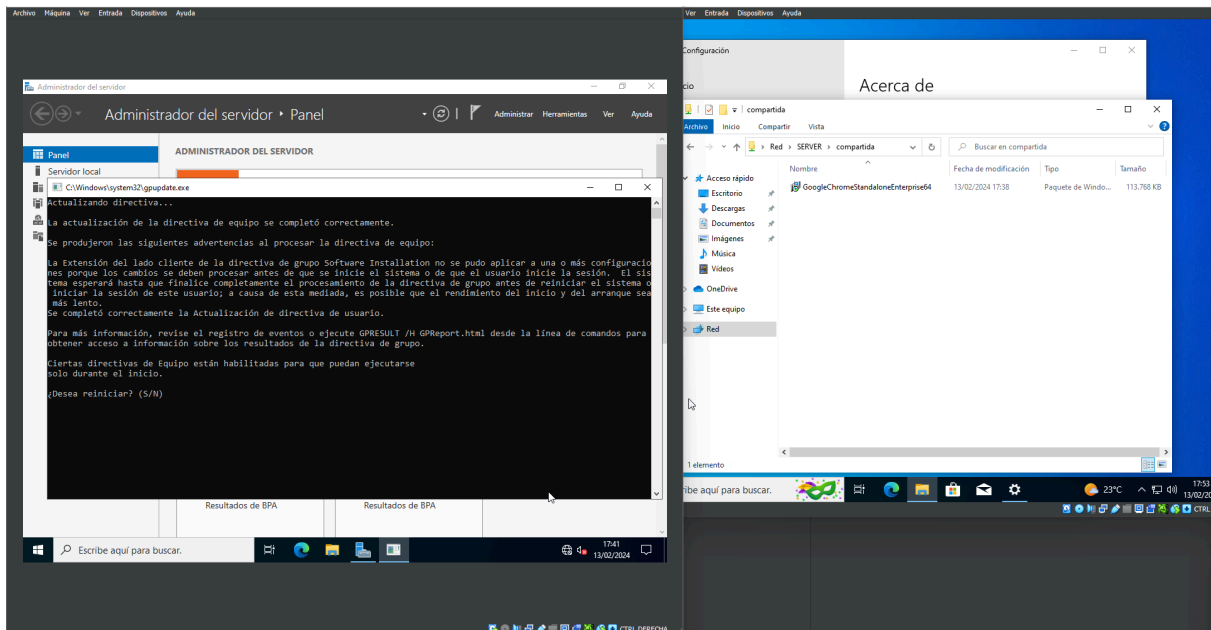 Archivo Máquina Ver Entrada Dispositivos Ayuda
Administrador del servidor
Administrador del servidor ‣ Panel
Administrar Herramientas Ver Ayuda
Panel
Servidor local
ADMINISTRADOR DEL SERVIDOR
C:\Windows\system32\gpupdate.exe
Actualizando directiva...
La actualización de la directiva de equipo se completó correctamente.
Se produjeron las siguientes advertencias al procesar la directiva de equipo:
La Extensión del lado cliente de la directiva de grupo Software Installation no se pudo aplicar a una o más configuracio
nes porque los cambios se deben procesar antes de que se inicie el sistema o de que el usuario inicie la sesión.  El sis
tema esperará hasta que finalice completamente el procesamiento de la directiva de grupo antes de reiniciar el sistema o
 iniciar la sesión de este usuario; a causa de esta mediada, es posible que el rendimiento del inicio y del arranque sea
 más lento.
Se completó correctamente la Actualización de directiva de usuario.
Para más información, revise el registro de eventos o ejecute GPRESULT /H GPReport.html desde la línea de comandos para
obtener acceso a información sobre los resultados de la directiva de grupo.
Ciertas directivas de Equipo están habilitadas para que puedan ejecutarse
solo durante el inicio.
¿Desea reiniciar? (S/N)
Resultados de BPA
Resultados de BPA
Escribe aquí para buscar.
17:41
13/02/2024
CTRL DERECHA
Ver Entrada Dispositivos Ayuda
Configuración
cio
Acerca de
compartida
Archivo Inicio Compartir Vista
Red > SERVER > compartida
Buscar en compartida
Nombre Fecha de modificación Tipo Tamaño
GoogleChromeStandaloneEnterprise64 13/02/2024 17:38 Paquete de Windo... 113.768 KB
Acceso rápido
Escritorio
Descargas
Documentos
Imágenes
Música
Vídeos
OneDrive
Este equipo
Red
1 elemento
ribe aquí para buscar.
23°C
17:53
13/02/20
CTRL